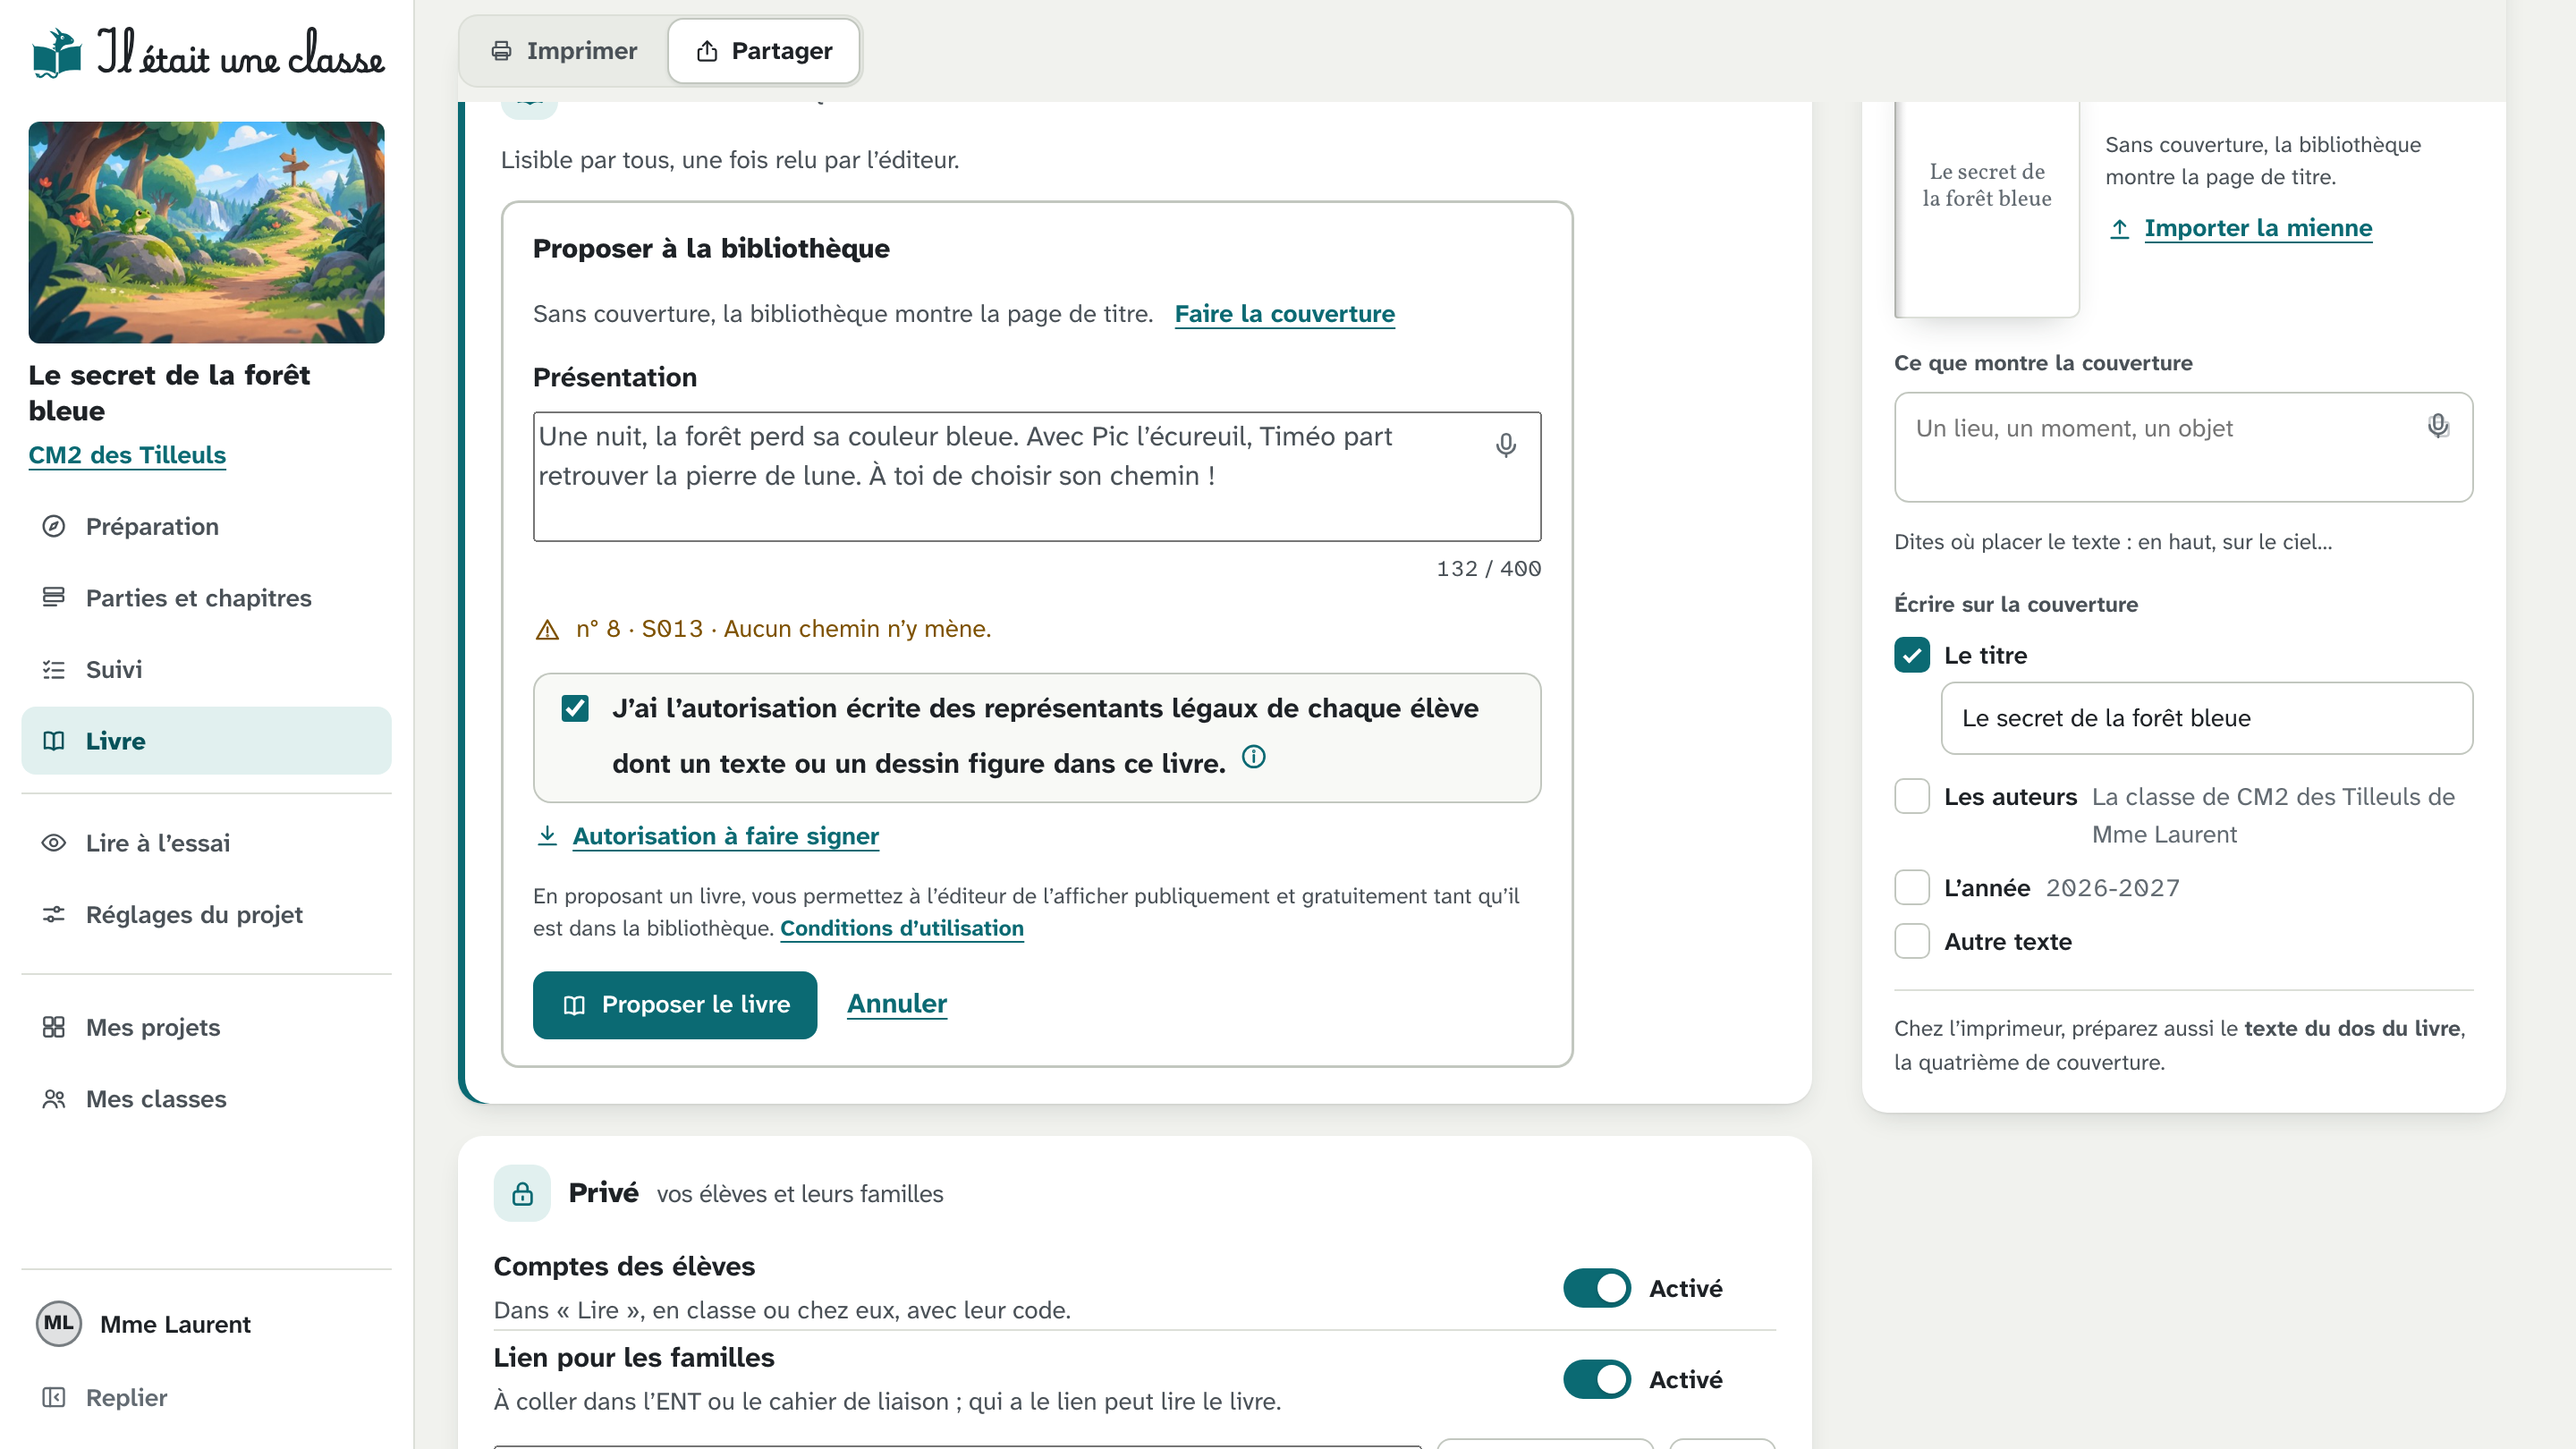 Il était une classe
Le secret de la forêt
bleue
CM2 des Tilleuls
Préparation
Parties et chapitres
Suivi
Livre
Lire à l’essai
Réglages du projet
Mes projets
Mes classes
ML Mme Laurent
Replier
Imprimer
Partager
Lisible par tous, une fois relu par l’éditeur.
Proposer à la bibliothèque
Sans couverture, la bibliothèque montre la page de titre. Faire la couverture
Présentation
Une nuit, la forêt perd sa couleur bleue. Avec Pic l’écureuil, Timéo part
retrouver la pierre de lune. À toi de choisir son chemin !
132 / 400
n° 8 · S013 · Aucun chemin n’y mène.
J’ai l’autorisation écrite des représentants légaux de chaque élève
dont un texte ou un dessin figure dans ce livre.
Autorisation à faire signer
En proposant un livre, vous permettez à l’éditeur de l’afficher publiquement et gratuitement tant qu’il
est dans la bibliothèque. Conditions d’utilisation
Proposer le livre
Annuler
Privé vos élèves et leurs familles
Comptes des élèves
Dans « Lire », en classe ou chez eux, avec leur code.
Activé
Lien pour les familles
À coller dans l’ENT ou le cahier de liaison ; qui a le lien peut lire le livre.
Activé
Le secret de
la forêt bleue
Sans couverture, la bibliothèque
montre la page de titre.
Importer la mienne
Ce que montre la couverture
Un lieu, un moment, un objet
Dites où placer le texte : en haut, sur le ciel…
Écrire sur la couverture
Le titre
Le secret de la forêt bleue
Les auteurs La classe de CM2 des Tilleuls de
Mme Laurent
L’année 2026-2027
Autre texte
Chez l’imprimeur, préparez aussi le texte du dos du livre,
la quatrième de couverture.